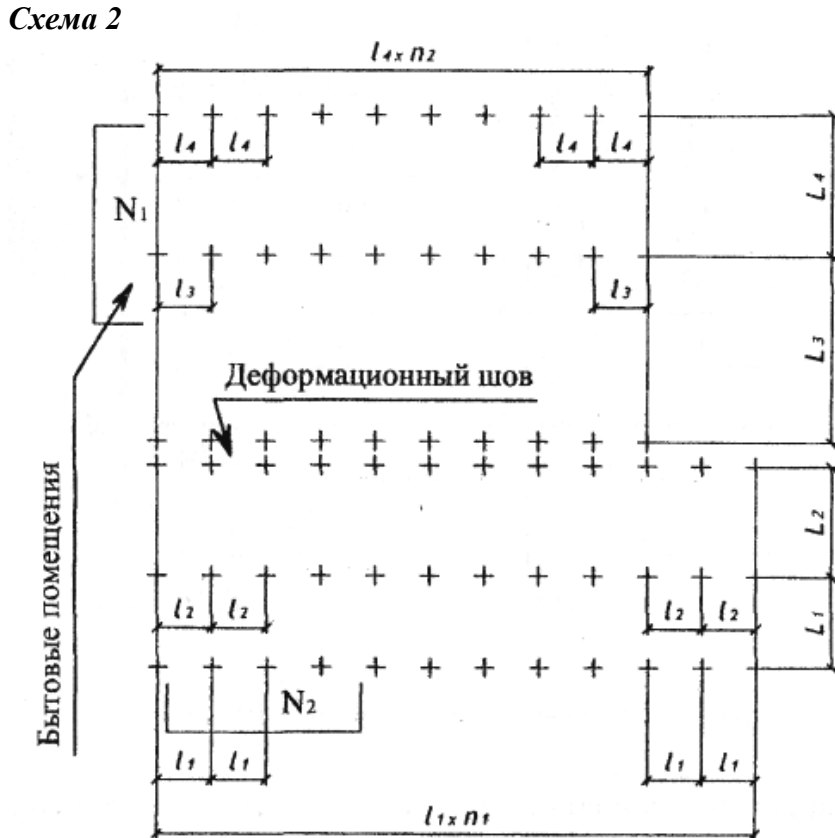 Схема 2
l4 x n2
l4 l4 l4 l4
L4
N1
l3 l3
L3
Деформационный шов
Бытовые помещения
L2
l2 l2 l2 l2
L1
N2
l1 l1 l1 l1
l1 x n1